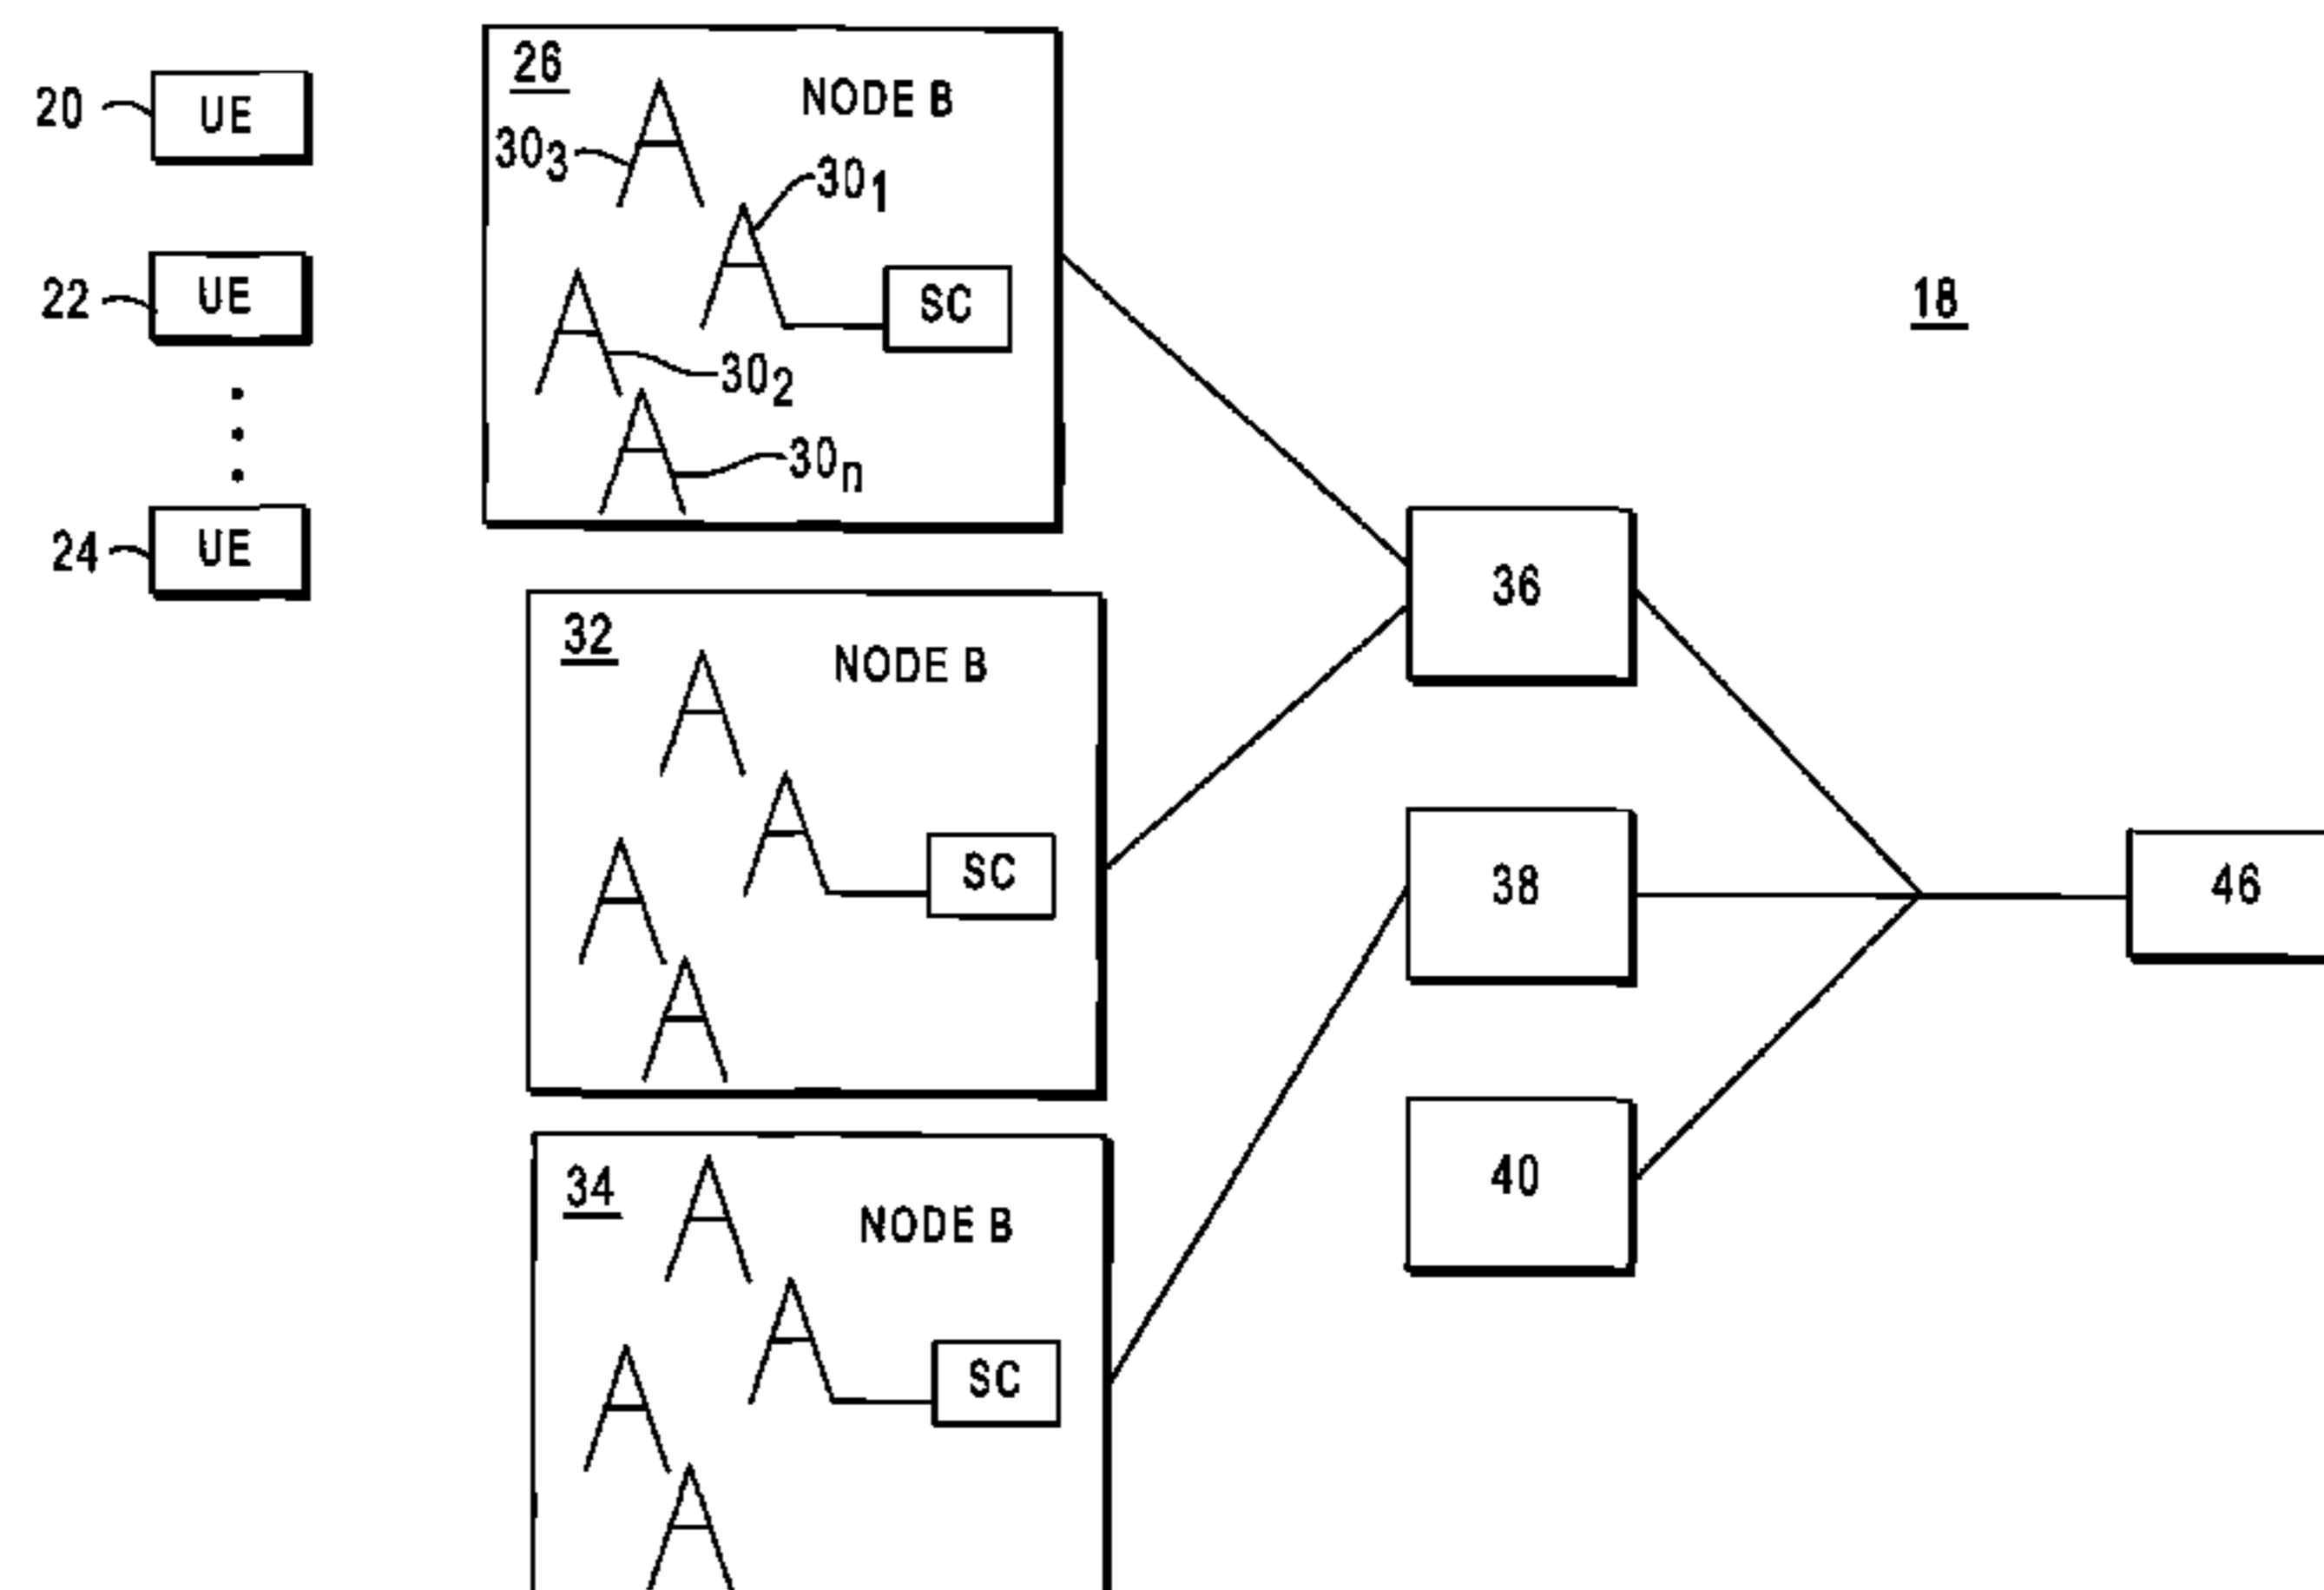 20 UE
22 UE
24 UE
26
NODE B
30₃
30₁
SC
30₂
30n
18
32
NODE B
SC
34
NODE B
SC
36
38
40
46